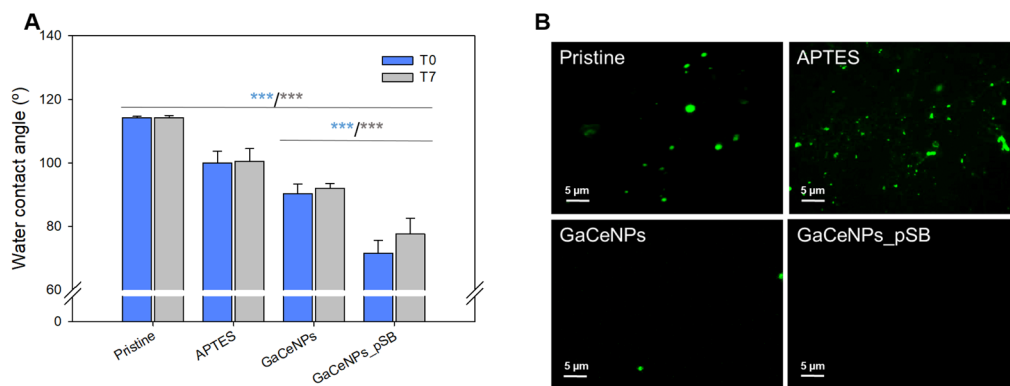 A
140
120
100
80
60
0
Water contact angle (º)
T0
T7
***/***
***/***
Pristine
APTES
GaCeNPs
GaCeNPs_pSB
B
Pristine
5 µm
APTES
5 µm
GaCeNPs
5 µm
GaCeNPs_pSB
5 µm